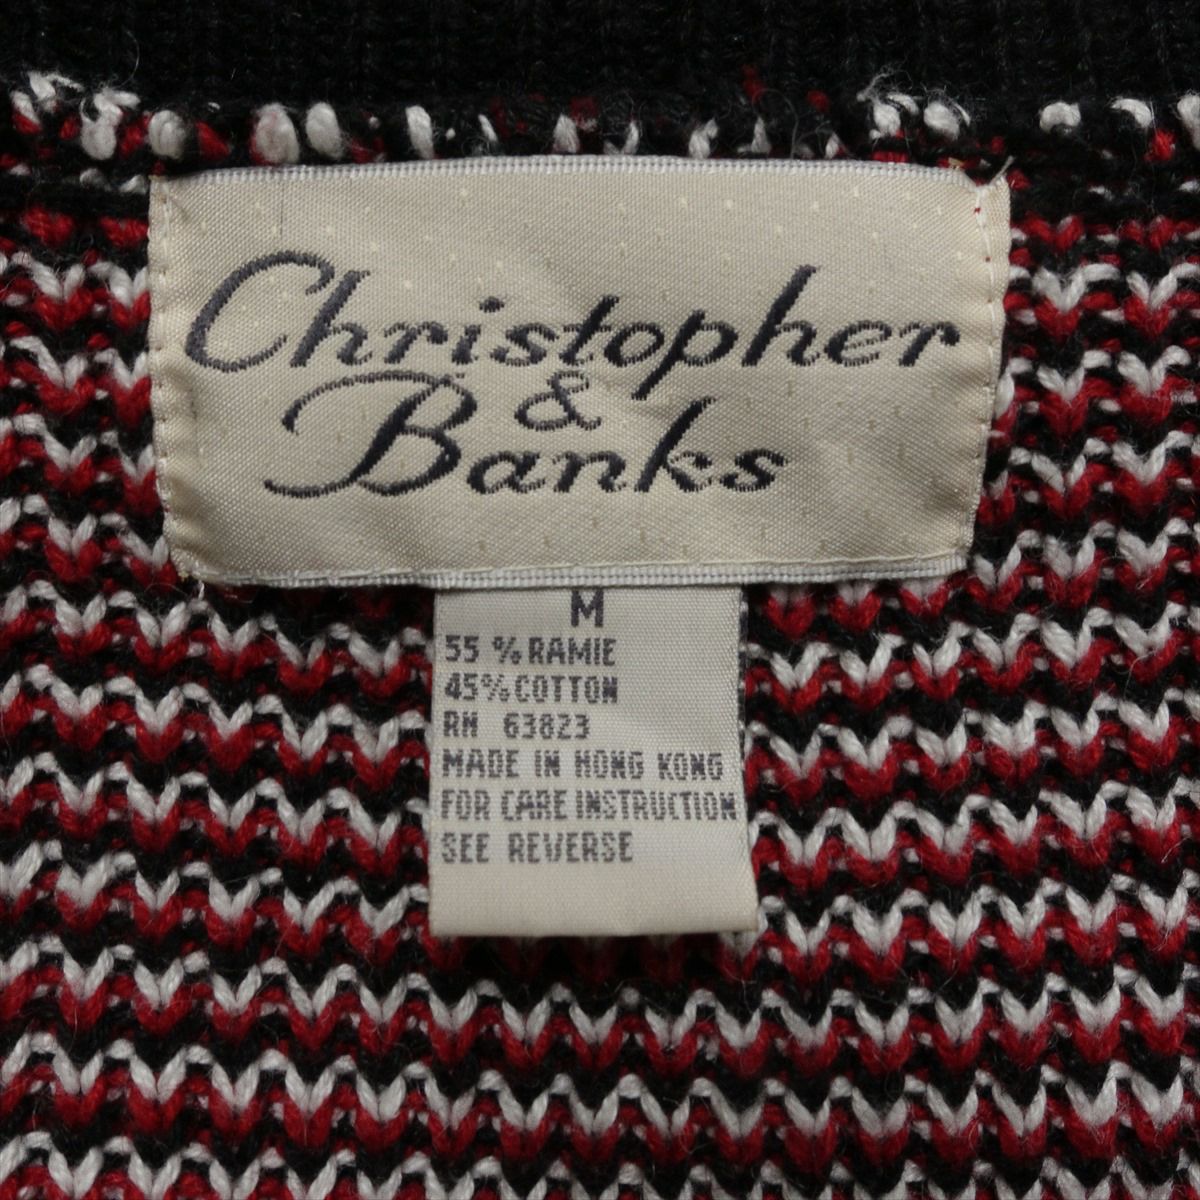 Christopher
&
Banks
M
55 % RAMIE
45% COTTON
RN 63823
MADE IN HONG KONG
FOR CARE INSTRUCTION
SEE REVERSE